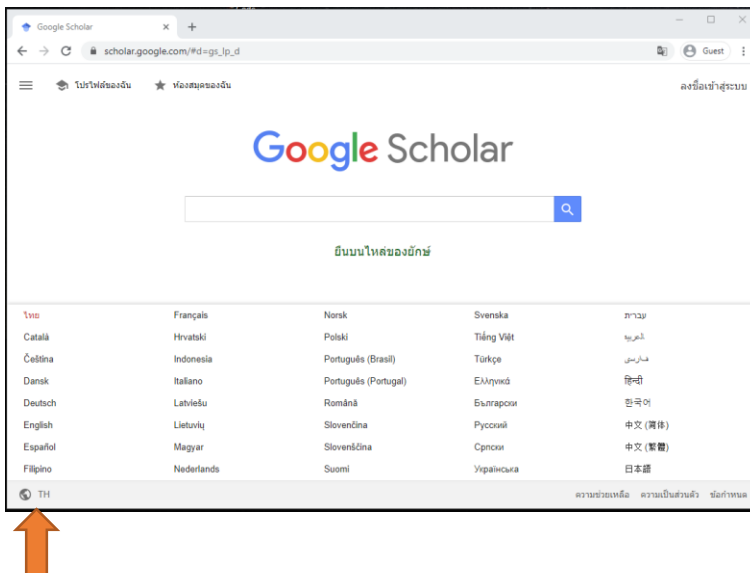 Google Scholar
scholar.google.com/#d=gs_lp_d
Guest
โปรไฟล์ของฉัน ห้องสมุดของฉัน ลงชื่อเข้าสู่ระบบ
Google Scholar
ยืนบนไหล่ของยักษ์
ไทย Français Norsk Svenska עברית
Català Hrvatski Polski Tiếng Việt العربية
Čeština Indonesia Português (Brasil) Türkçe فارسی
Dansk Italiano Português (Portugal) Ελληνικά हिन्दी
Deutsch Latviešu Română Български 한국어
English Lietuvių Slovenčina Русский 中文 (简体)
Español Magyar Slovenščina Српски 中文 (繁體)
Filipino Nederlands Suomi Українська 日本語
TH ความช่วยเหลือ ความเป็นส่วนตัว ข้อกำหนด